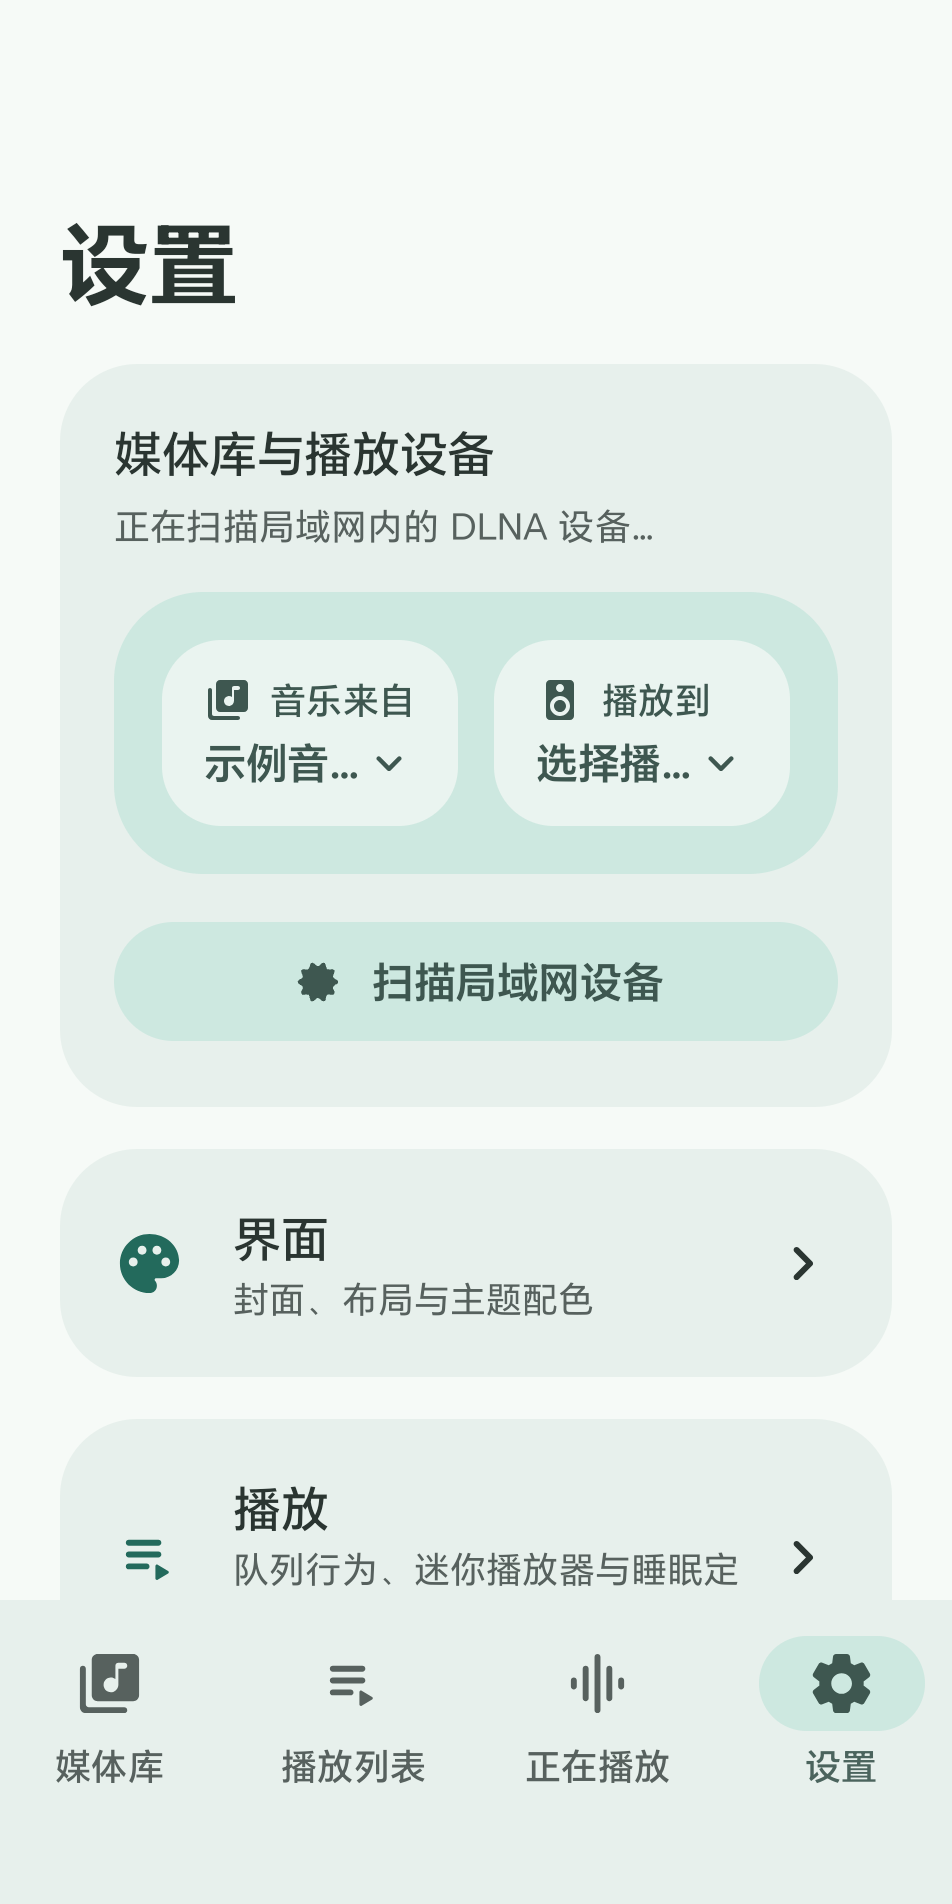 设置
媒体库与播放设备
正在扫描局域网内的 DLNA 设备...
音乐来自
示例音...
播放到
选择播...
扫描局域网设备
界面
封面、布局与主题配色
播放
队列行为、迷你播放器与睡眠定
媒体库
播放列表
正在播放
设置